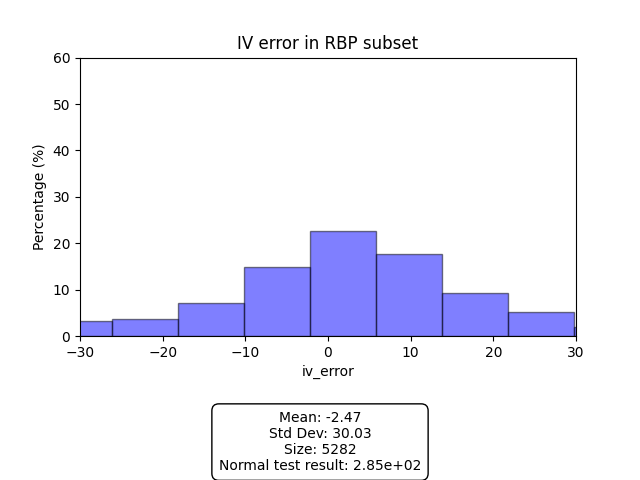 IV error in RBP subset
60
50
40
30
20
10
0
Percentage (%)
−30
−20
−10
0
10
20
30
iv_error
Mean: -2.47
Std Dev: 30.03
Size: 5282
Normal test result: 2.85e+02